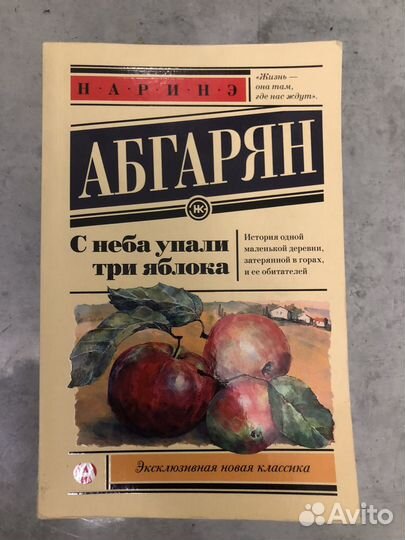 Н·А·Р·И·Н·Э
«Жизнь —
она там,
где нас ждут».
АБГАРЯН
НК
С неба упали
три яблока
История одной
маленькой деревни,
затерянной в горах,
и ее обитателей
Эксклюзивная новая классика
Avito